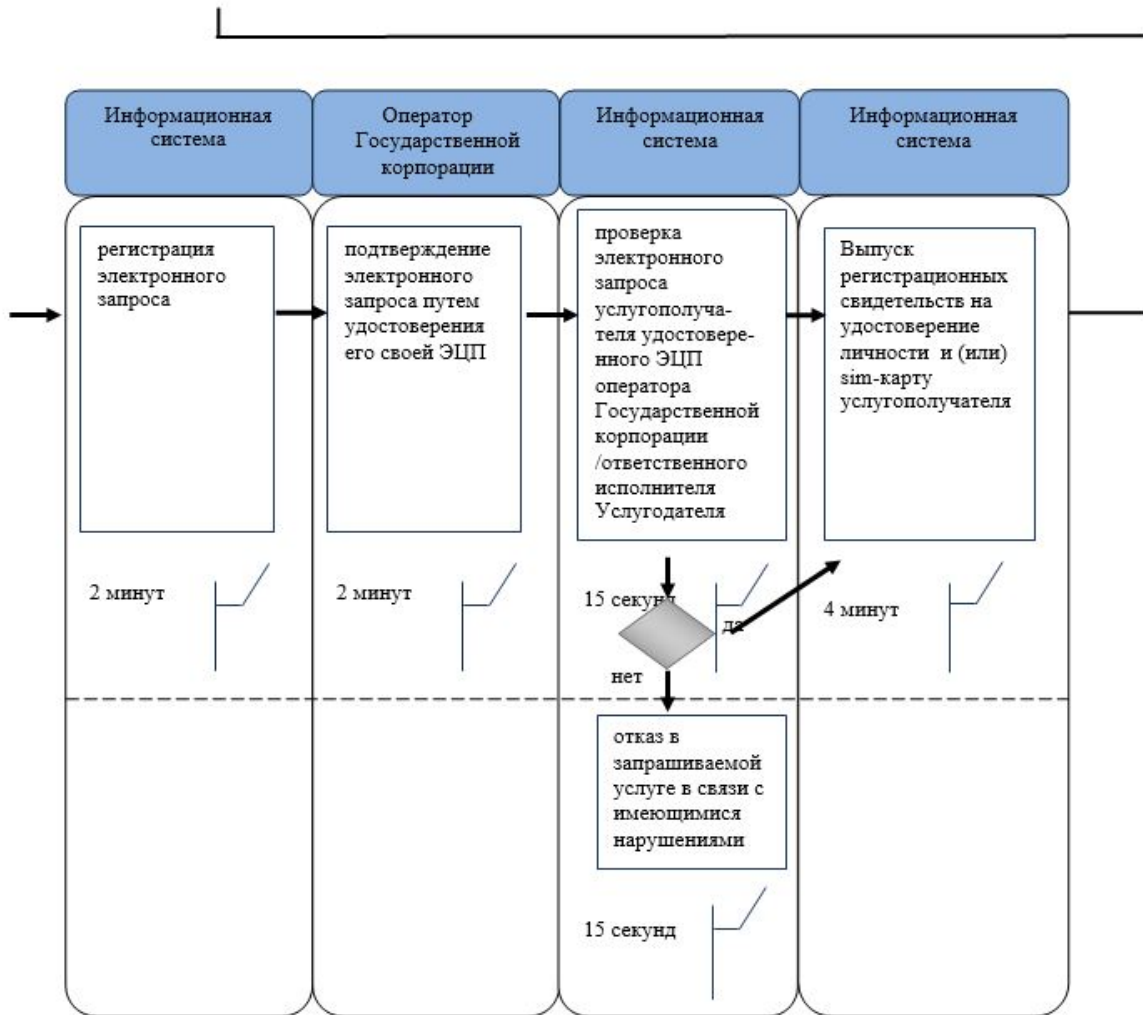 Информационная
система
Оператор
Государственной
корпорации
Информационная
система
Информационная
система
регистрация
электронного
запроса
подтверждение
электронного
запроса путем
удостоверения
его своей ЭЦП
проверка
электронного
запроса
услугополуча-
теля удостовере-
нного ЭЦП
оператора
Государственной
корпорации
/ответственного
исполнителя
Услугодателя
Выпуск
регистрационных
свидетельств на
удостоверение
личности и (или)
sim-карту
услугополучателя
2 минут
2 минут
15 секунд
да
4 минут
нет
отказ в
запрашиваемой
услуге в связи с
имеющимися
нарушениями
15 секунд